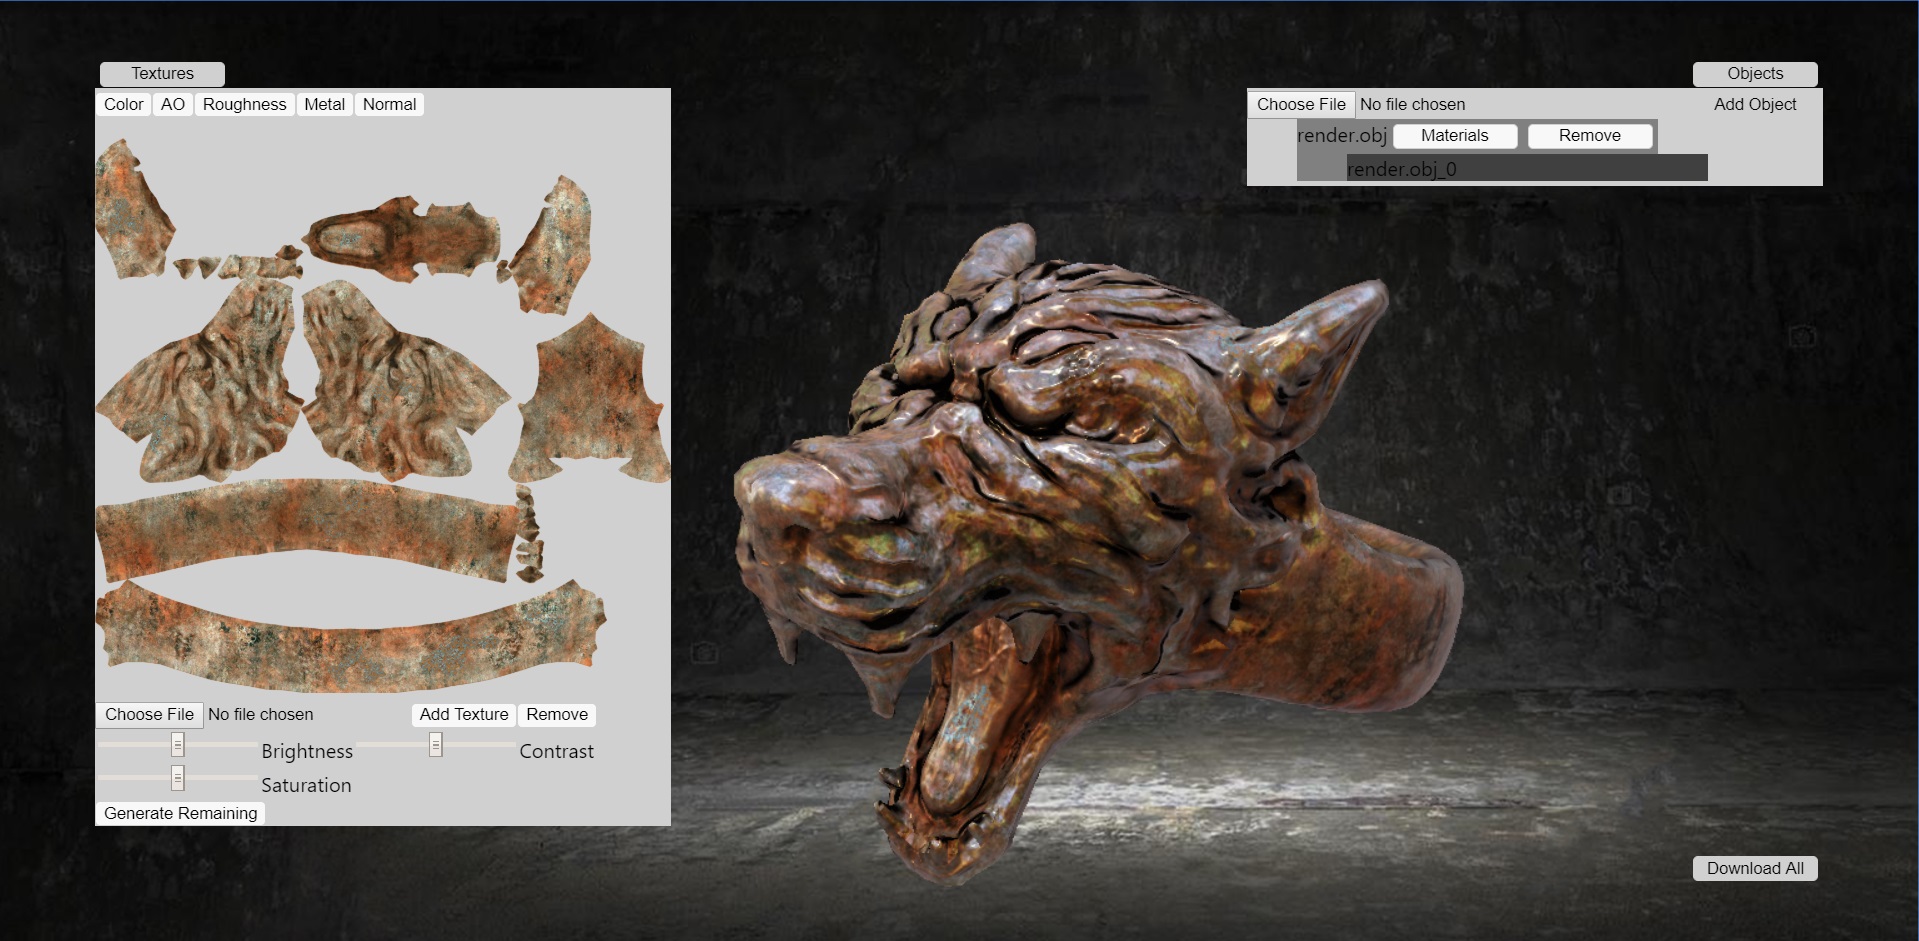 Textures
Objects
Color AO Roughness Metal Normal
Choose File No file chosen Add Object
render.obj Materials Remove
render.obj_0
Choose File No file chosen Add Texture Remove
Brightness Contrast
Saturation
Generate Remaining
Download All